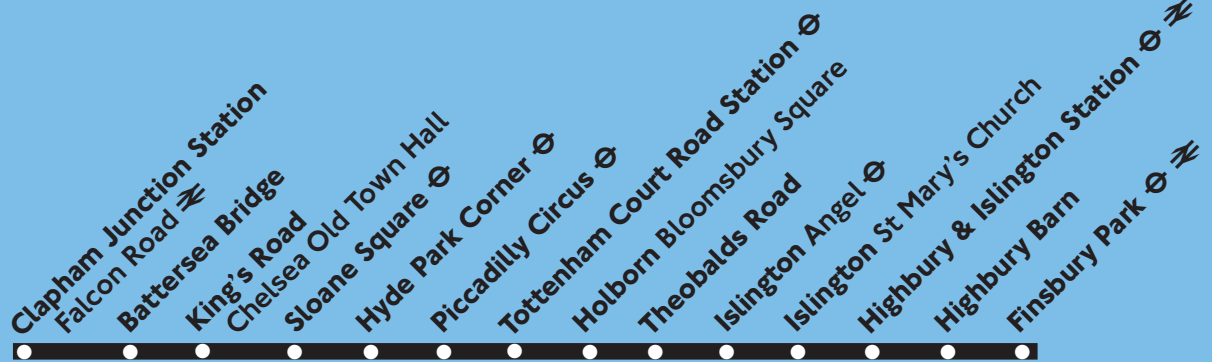 Clapham Junction Station
Falcon Road
Battersea Bridge
King's Road
Chelsea Old Town Hall
Sloane Square
Hyde Park Corner
Piccadilly Circus
Tottenham Court Road Station
Holborn Bloomsbury Square
Theobalds Road
Islington Angel
Islington St Mary's Church
Highbury & Islington Station
Highbury Barn
Finsbury Park